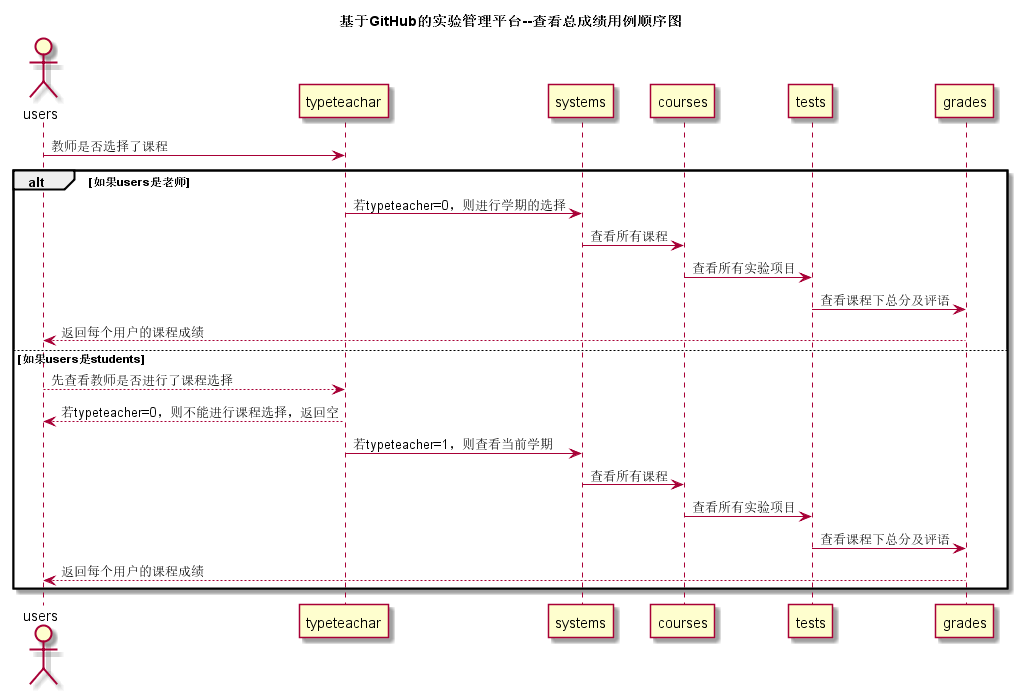 基于GitHub的实验管理平台--查看总成绩用例顺序图
users
typeteachar
systems
courses
tests
grades
教师是否选择了课程
alt
[如果users是老师]
若typeteacher=0，则进行学期的选择
查看所有课程
查看所有实验项目
查看课程下总分及评语
返回每个用户的课程成绩
[如果users是students]
先查看教师是否进行了课程选择
若typeteacher=0，则不能进行课程选择，返回空
若typeteacher=1，则查看当前学期
查看所有课程
查看所有实验项目
查看课程下总分及评语
返回每个用户的课程成绩
users
typeteachar
systems
courses
tests
grades